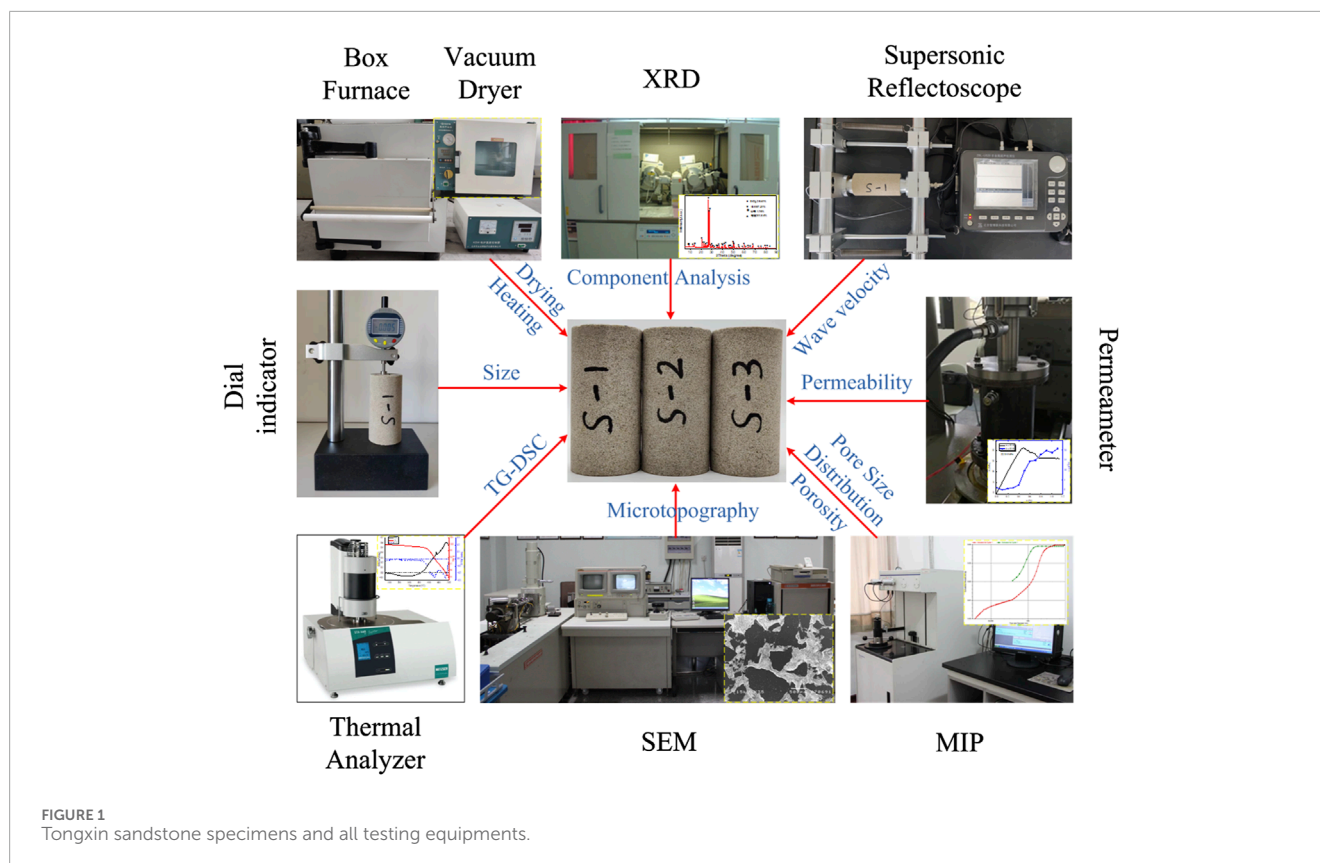 Box
Furnace
Vacuum
Dryer
XRD
Supersonic
Reflectoscope
Drying
Heating
Component Analysis
Wave velocity
Dial
indicator
Size
S-1
S-1
S-1
S-2
S-3
Permeability
Permeameter
TG-DSC
Microtopography
Pore Size
Distribution
Porosity
Thermal
Analyzer
SEM
MIP
FIGURE 1
Tongxin sandstone specimens and all testing equipments.